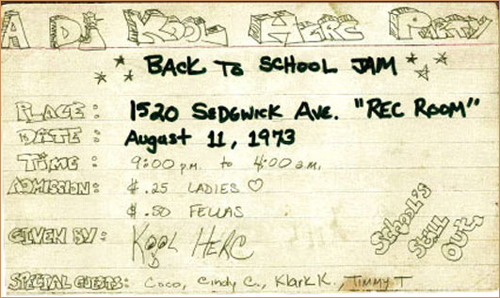 A DJ KOOL HERC PARTY
BACK TO SCHOOL JAM
PLACE: 1520 SEDGWICK AVE. "REC ROOM"
DATE: August 11, 1973
TIME: 9:00 p.m. to 4:00 a.m.
ADMISSION: $.25 LADIES ♡
$.50 FELLAS
GIVEN BY: KOOL HERC
School's Still Out!
SPECIAL GUESTS: Coco, Cindy C., Klark K., TIMMY T